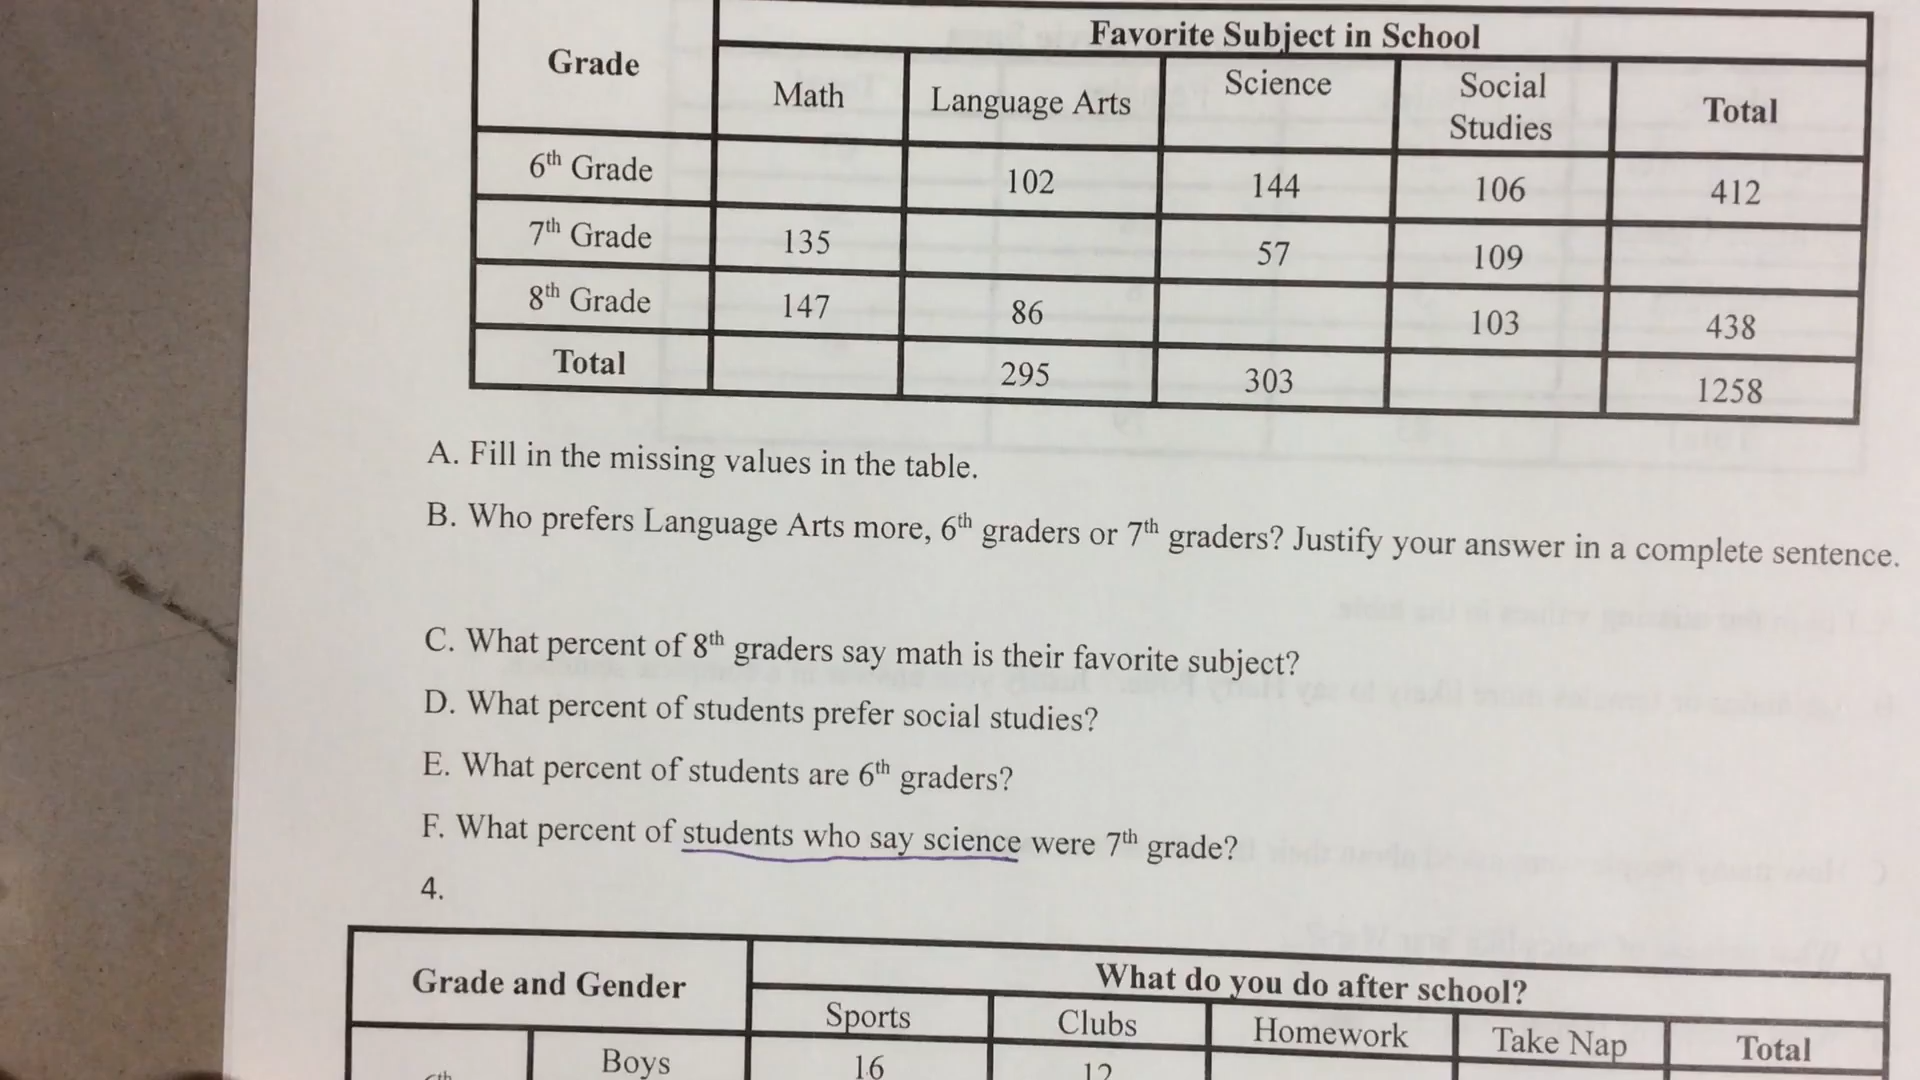 Favorite Subject in School
Grade Math Language Arts Science Social Studies Total
6th Grade 102 144 106 412
7th Grade 135 57 109
8th Grade 147 86 103 438
Total 295 303 1258
A. Fill in the missing values in the table.
B. Who prefers Language Arts more, 6th graders or 7th graders? Justify your answer in a complete sentence.
C. What percent of 8th graders say math is their favorite subject?
D. What percent of students prefer social studies?
E. What percent of students are 6th graders?
F. What percent of students who say science were 7th grade?
4.
Grade and Gender What do you do after school?
Sports Clubs Homework Take Nap Total
Boys 16 12